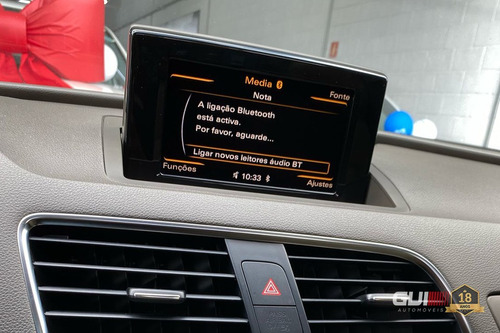 Media
Fonte
Nota
A ligação Bluetooth
está activa.
Por favor, aguarde...
Ligar novos leitores áudio BT
Funções
10:33
Ajustes
GUI
AUTOMÓVEIS
18
ANOS